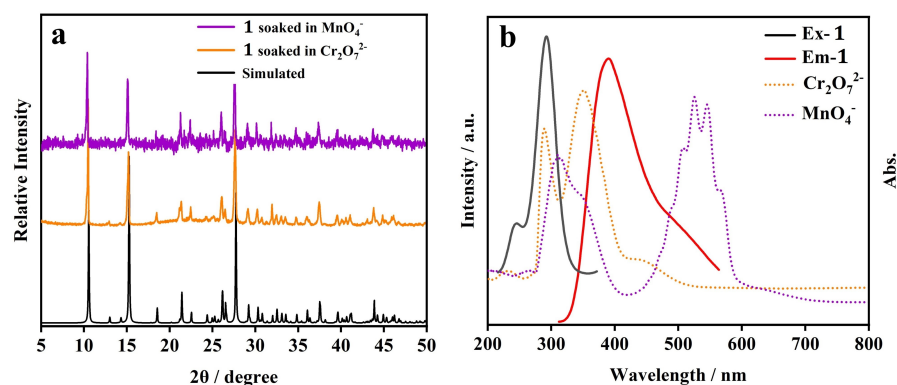 a
1 soaked in MnO₄⁻
1 soaked in Cr₂O₇²⁻
Simulated
Relative Intensity
5 10 15 20 25 30 35 40 45 50
2θ / degree
b
Ex-1
Em-1
Cr₂O₇²⁻
MnO₄⁻
Intensity / a.u.
Abs.
200 300 400 500 600 700 800
Wavelength / nm